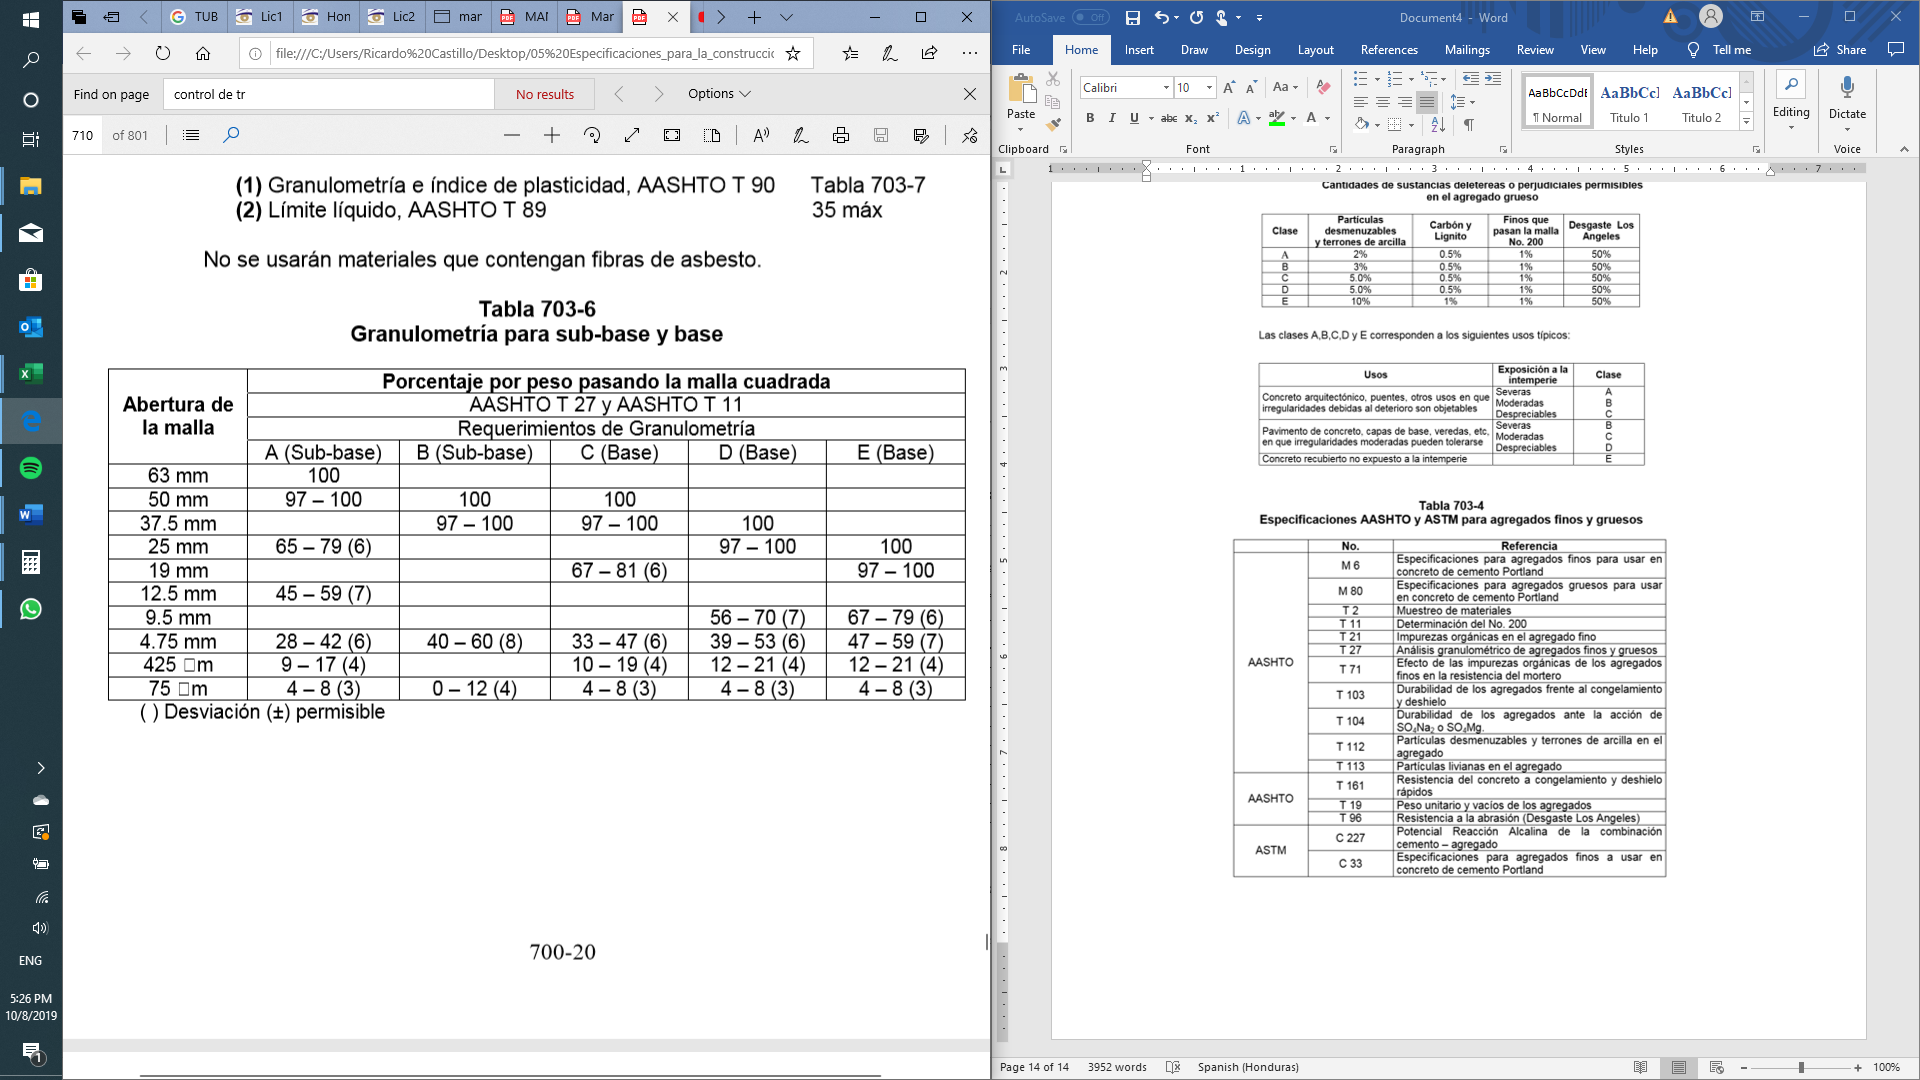 TUB
Lic1
Hon
Lic2
mar
MAN
Mar
file:///C:/Users/Ricardo%20Castillo/Desktop/05%20Especificaciones_para_la_construcció
Find on page
control de tr
No results
Options
710
of 801
(1) Granulometría e índice de plasticidad, AASHTO T 90 Tabla 703-7
(2) Límite líquido, AASHTO T 89 35 máx
No se usarán materiales que contengan fibras de asbesto.
Tabla 703-6
Granulometría para sub-base y base
Abertura de
la malla
Porcentaje por peso pasando la malla cuadrada
AASHTO T 27 y AASHTO T 11
Requerimientos de Granulometría
A (Sub-base) B (Sub-base) C (Base) D (Base) E (Base)
63 mm 100
50 mm 97 – 100 100 100
37.5 mm 97 – 100 97 – 100 100
25 mm 65 – 79 (6) 97 – 100 100
19 mm 67 – 81 (6) 97 – 100
12.5 mm 45 – 59 (7)
9.5 mm 56 – 70 (7) 67 – 79 (6)
4.75 mm 28 – 42 (6) 40 – 60 (8) 33 – 47 (6) 39 – 53 (6) 47 – 59 (7)
425 □m 9 – 17 (4) 10 – 19 (4) 12 – 21 (4) 12 – 21 (4)
75 □m 4 – 8 (3) 0 – 12 (4) 4 – 8 (3) 4 – 8 (3) 4 – 8 (3)
( ) Desviación (±) permisible
700-20
ENG
5:26 PM
10/8/2019
1
AutoSave Off
Document4 - Word
File Home Insert Draw Design Layout References Mailings Review View Help Tell me Share
Paste
Clipboard
Calibri 10
Font
Paragraph
AaBbCcDdE AaBbCcI AaBbCcI
¶ Normal Titulo 1 Titulo 2
Styles
Editing
Dictate
Voice
1 1 2 3 4 5 6 7
2
3
4
5
6
7
8
9
Cantidades de sustancias deletéreas o perjudiciales permisibles
en el agregado grueso
Clase
Partículas
desmenuzables
y terrones de arcilla
Carbón y
Lignito
Finos que
pasan la malla
No. 200
Desgaste Los
Angeles
A 2% 0.5% 1% 50%
B 3% 0.5% 1% 50%
C 5.0% 0.5% 1% 50%
D 5.0% 0.5% 1% 50%
E 10% 1% 1% 50%
Las clases A,B,C,D y E corresponden a los siguientes usos típicos:
Usos
Exposición a la
intemperie
Clase
Concreto arquitectónico, puentes, otros usos en que
irregularidades debidas al deterioro son objetables
Severas A
Moderadas B
Despreciables C
Pavimento de concreto, capas de base, veredas, etc,
en que irregularidades moderadas pueden tolerarse
Severas B
Moderadas C
Despreciables D
Concreto recubierto no expuesto a la intemperie E
Tabla 703-4
Especificaciones AASHTO y ASTM para agregados finos y gruesos
No. Referencia
AASHTO
M 6 Especificaciones para agregados finos para usar en
concreto de cemento Portland
M 80 Especificaciones para agregados gruesos para usar
en concreto de cemento Portland
T 2 Muestreo de materiales
T 11 Determinación del No. 200
T 21 Impurezas orgánicas en el agregado fino
T 27 Análisis granulométrico de agregados finos y gruesos
T 71 Efecto de las impurezas orgánicas de los agregados
finos en la resistencia del mortero
T 103 Durabilidad de los agregados frente al congelamiento
y deshielo
T 104 Durabilidad de los agregados ante la acción de
SO₄Na₂ o SO₄Mg.
T 112 Partículas desmenuzables y terrones de arcilla en el
agregado
T 113 Partículas livianas en el agregado
AASHTO
T 161 Resistencia del concreto a congelamiento y deshielo
rápidos
T 19 Peso unitario y vacíos de los agregados
T 96 Resistencia a la abrasión (Desgaste Los Angeles)
ASTM
C 227 Potencial Reacción Alcalina de la combinación
cemento – agregado
C 33 Especificaciones para agregados finos a usar en
concreto de cemento Portland
Page 14 of 14 3952 words Spanish (Honduras) 100%